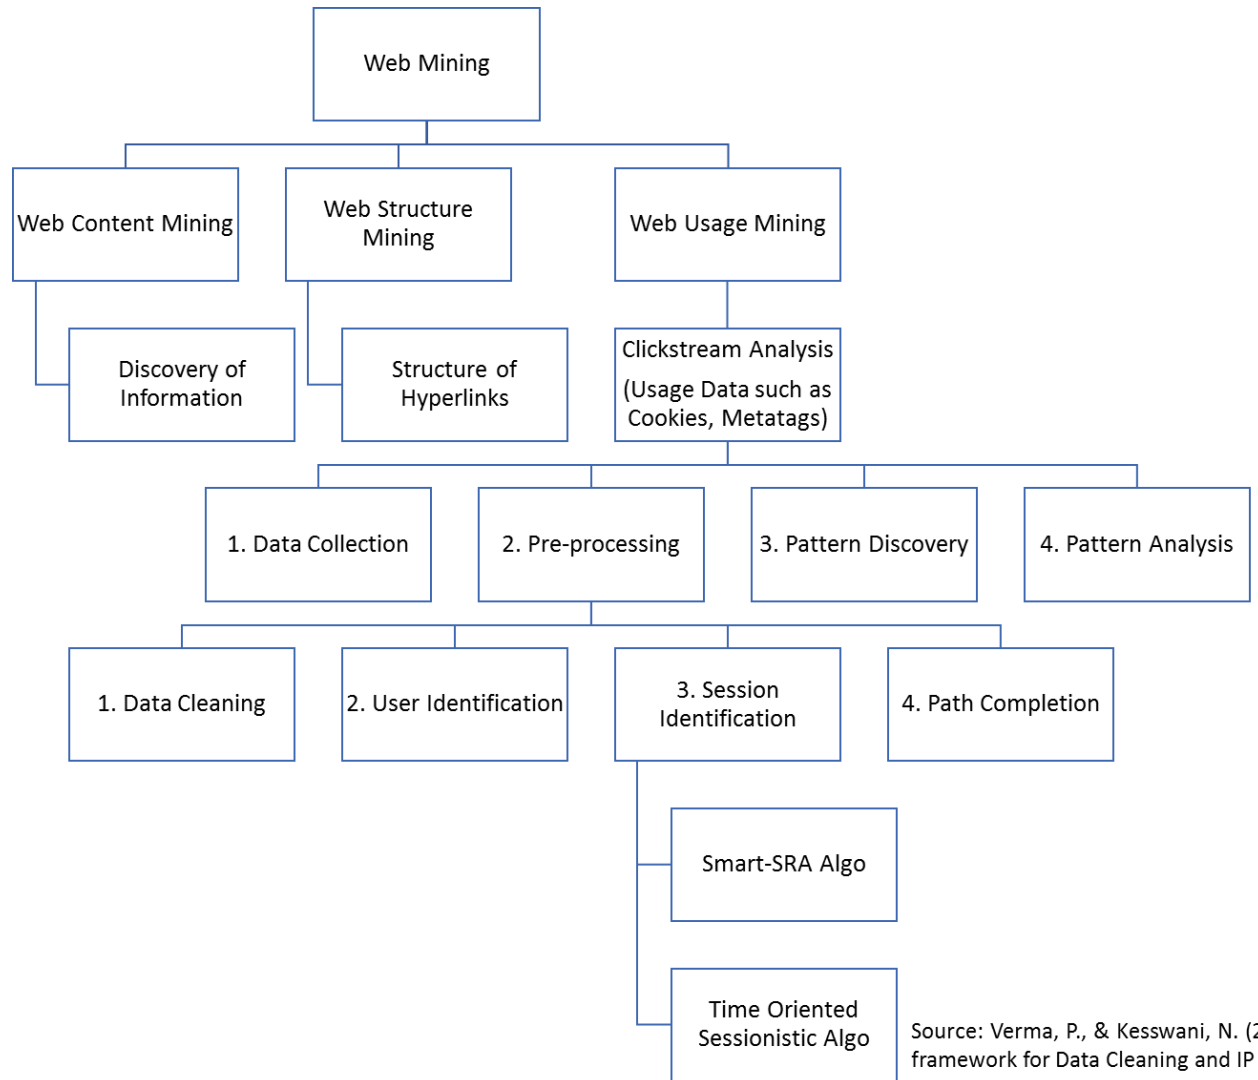 Web Mining
Web Content Mining
Web Structure
Mining
Web Usage Mining
Discovery of
Information
Structure of
Hyperlinks
Clickstream Analysis
(Usage Data such as
Cookies, Metatags)
1. Data Collection
2. Pre-processing
3. Pattern Discovery
4. Pattern Analysis
1. Data Cleaning
2. User Identification
3. Session
Identification
4. Path Completion
Smart-SRA Algo
Time Oriented
Sessionistic Algo
Source: Verma, P., & Kesswani, N. (2
framework for Data Cleaning and IP